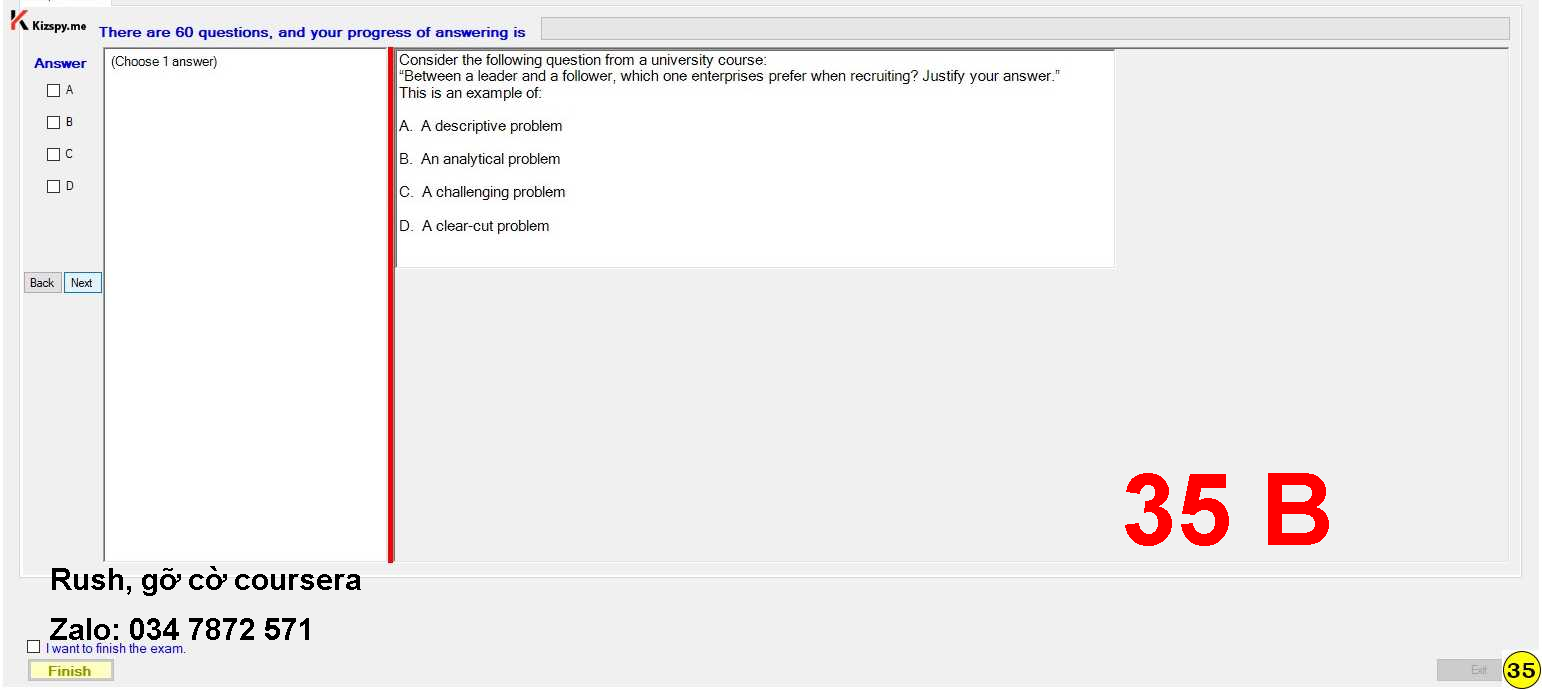 Kizspy.me
There are 60 questions, and your progress of answering is
Answer
A
B
C
D
Back
Next
(Choose 1 answer)
Consider the following question from a university course:
“Between a leader and a follower, which one enterprises prefer when recruiting? Justify your answer.”
This is an example of:
A. A descriptive problem
B. An analytical problem
C. A challenging problem
D. A clear-cut problem
35 B
Rush, gỡ cờ coursera
Zalo: 034 7872 571
I want to finish the exam.
Finish
Exit
35